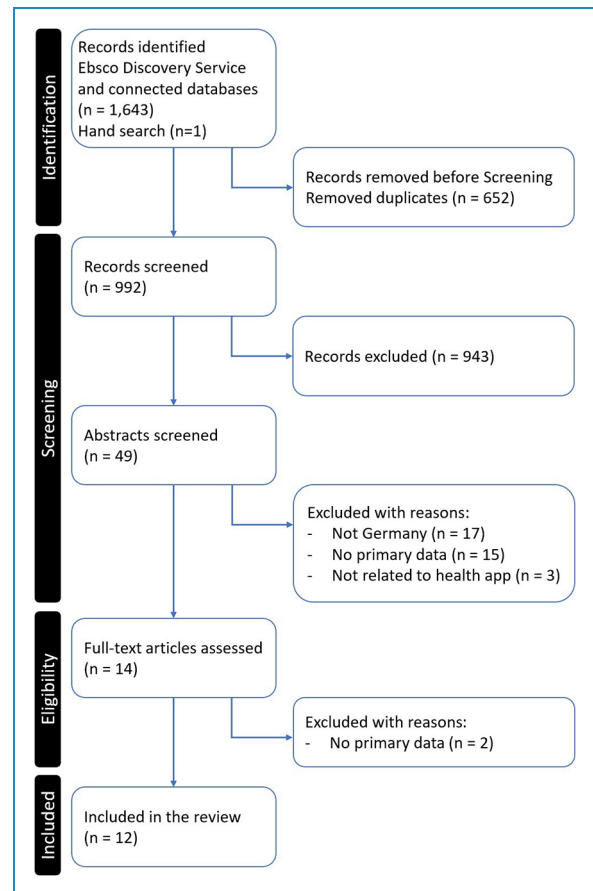 Identification
Records identified
Ebsco Discovery Service
and connected databases
(n = 1,643)
Hand search (n=1)
Records removed before Screening
Removed duplicates (n = 652)
Screening
Records screened
(n = 992)
Records excluded (n = 943)
Abstracts screened
(n = 49)
Excluded with reasons:
- Not Germany (n = 17)
- No primary data (n = 15)
- Not related to health app (n = 3)
Eligibility
Full-text articles assessed
(n = 14)
Excluded with reasons:
- No primary data (n = 2)
Included
Included in the review
(n = 12)